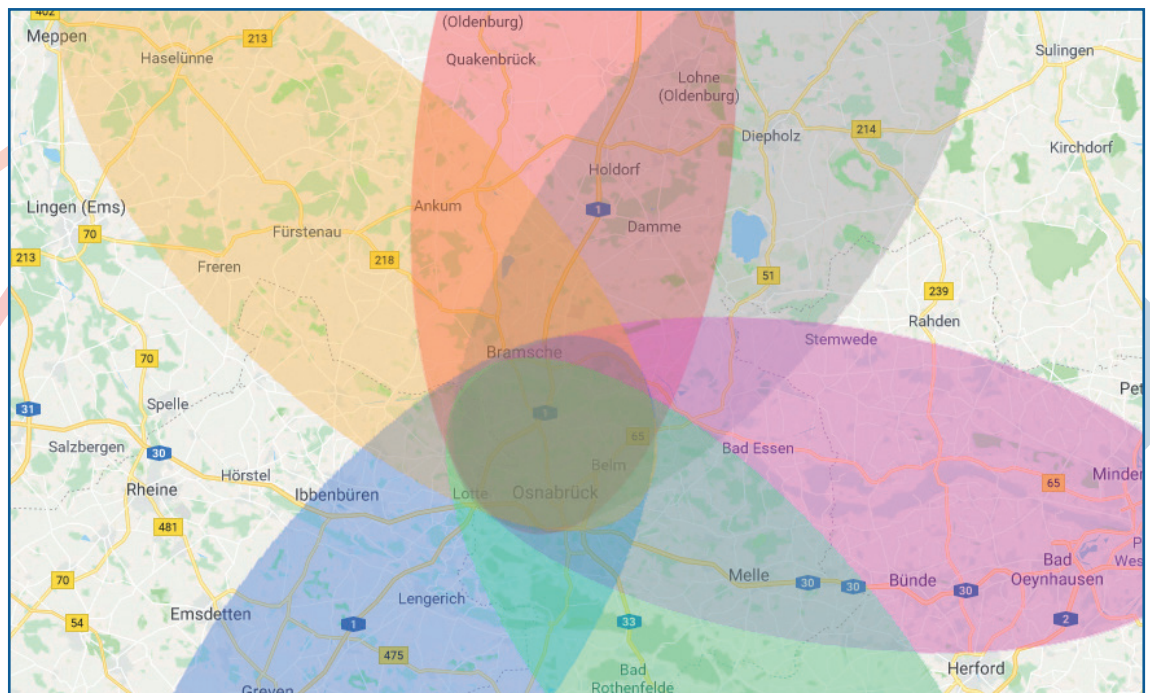 402
Meppen
213
Haselünne
(Oldenburg)
Quakenbrück
Lohne
(Oldenburg)
Sulingen
Diepholz
214
Kirchdorf
Holdorf
Lingen (Ems)
70
Ankum
1
Damme
213
Fürstenau
218
Freren
51
239
Rahden
Stemwede
Bramsche
70
31
Spelle
1
Pet
Salzbergen
30
65
Bad Essen
Belm
Hörstel
Rheine
Ibbenbüren
Lotte
Osnabrück
65
Minden
481
P
Wes
Bad
Oeynhausen
70
Melle
30
30
Bünde
30
Emsdetten
Lengerich
54
1
33
2
475
Herford
Bad
Rothenfelde
Greven